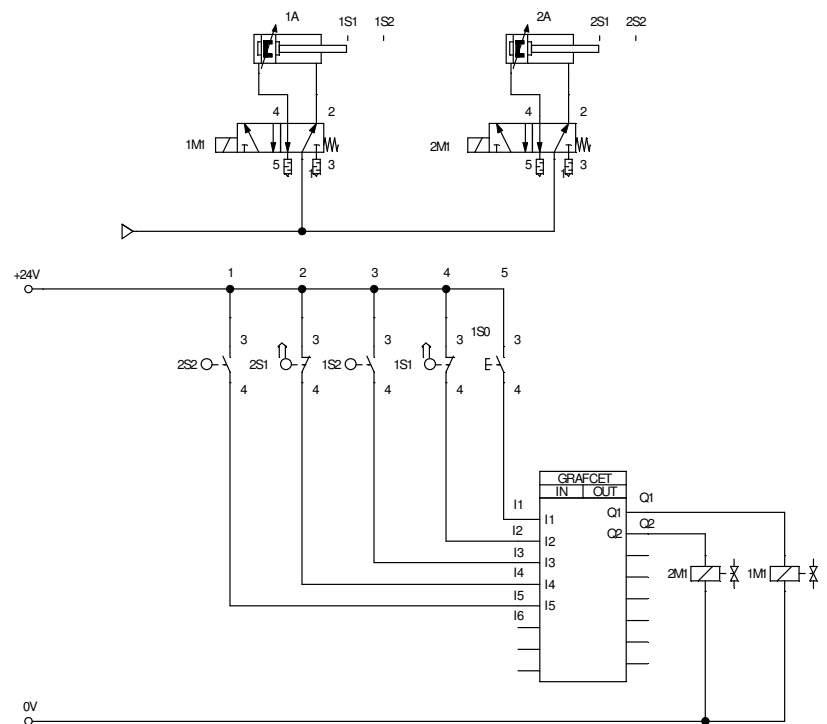 1A 1S1 1S2 2A 2S1 2S2
4 2 4 2
1M1 2M1
5 1 3 5 1 3
+24V 1 2 3 4 5
1S0
3 3 3 3 3
2S2 2S1 1S2 1S1
4 4 4 4 4
GRAFCET
IN OUT
I1 I1 Q1 Q1
I2 I2 Q2 Q2
I3 I3
I4 I4 2M1 1M1
I5 I5
I6
0V